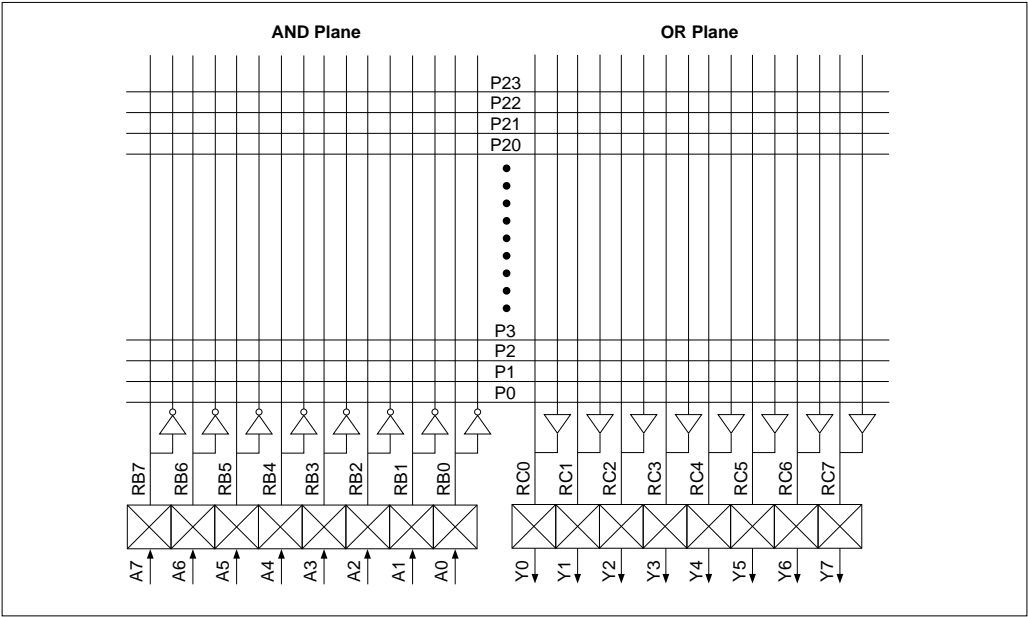 AND Plane OR Plane
P23
P22
P21
P20
P3
P2
P1
P0
RB7 RB6 RB5 RB4 RB3 RB2 RB1 RB0 RC0 RC1 RC2 RC3 RC4 RC5 RC6 RC7
A7 A6 A5 A4 A3 A2 A1 A0 Y0 Y1 Y2 Y3 Y4 Y5 Y6 Y7